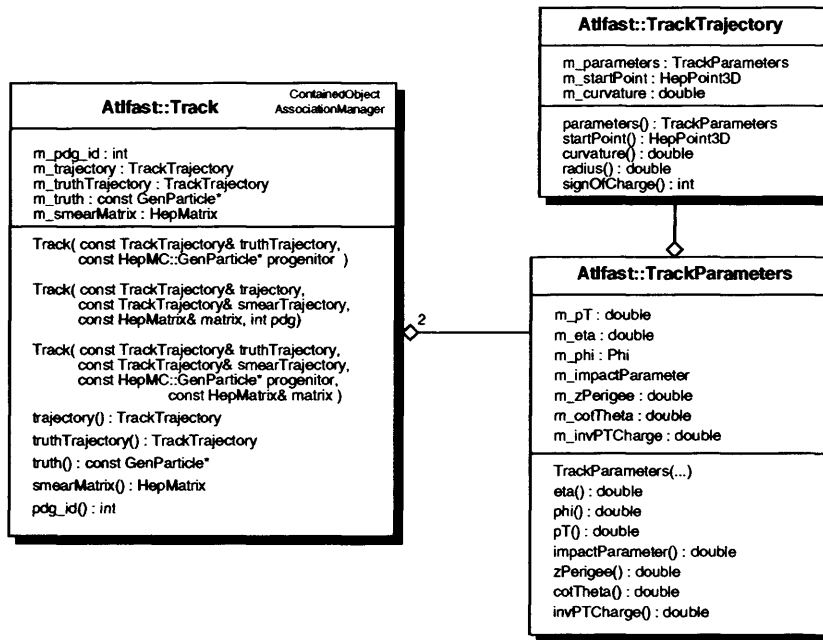 ContainedObject
Atlfast::Track
AssociationManager
m_pdg_id : int
m_trajectory : TrackTrajectory
m_truthTrajectory : TrackTrajectory
m_truth : const GenParticle*
m_smearMatrix : HepMatrix
Track( const TrackTrajectory& truthTrajectory,
const HepMC::GenParticle* progenitor )
Track( const TrackTrajectory& trajectory,
const TrackTrajectory& smearTrajectory,
const HepMatrix& matrix, int pdg)
Track( const TrackTrajectory& truthTrajectory,
const TrackTrajectory& smearTrajectory,
const HepMC::GenParticle* progenitor,
const HepMatrix& matrix )
trajectory() : TrackTrajectory
truthTrajectory() : TrackTrajectory
truth() : const GenParticle*
smearMatrix() : HepMatrix
pdg_id() : int
2
Atlfast::TrackTrajectory
m_parameters : TrackParameters
m_startPoint : HepPoint3D
m_curvature : double
parameters() : TrackParameters
startPoint() : HepPoint3D
curvature() : double
radius() : double
signOfCharge() : int
Atlfast::TrackParameters
m_pT : double
m_eta : double
m_phi : Phi
m_impactParameter
m_zPerigee : double
m_cotTheta : double
m_invPTCharge : double
TrackParameters(...)
eta() : double
phi() : double
pT() : double
impactParameter() : double
zPerigee() : double
cotTheta() : double
invPTCharge() : double